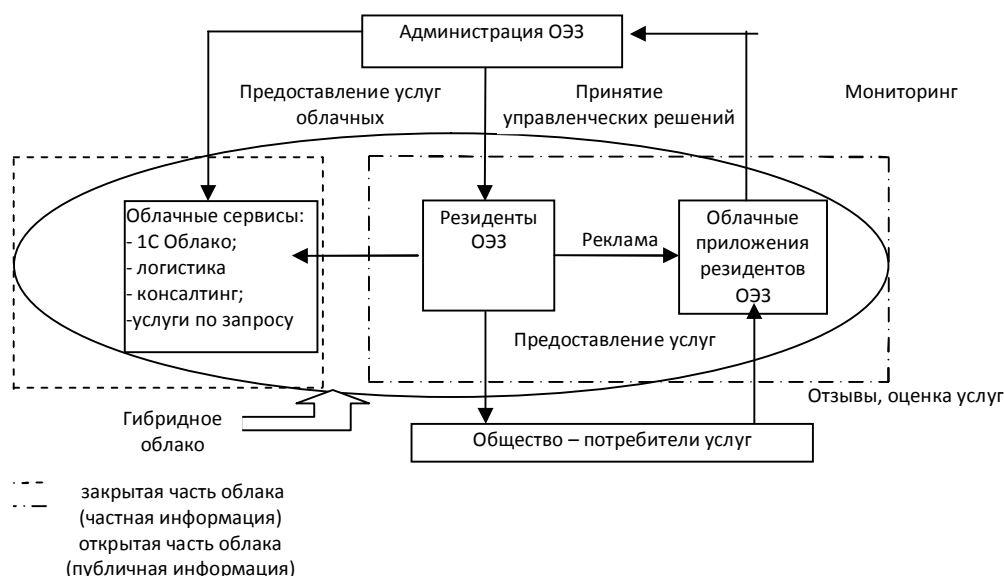 Администрация ОЭЗ
Предоставление услуг
облачных
Принятие
управленческих решений
Мониторинг
Облачные сервисы:
- 1С Облако;
- логистика
- консалтинг;
-услуги по запросу
Резиденты
ОЭЗ
Реклама
Облачные
приложения
резидентов
ОЭЗ
Предоставление услуг
Отзывы, оценка услуг
Гибридное
облако
Общество – потребители услуг
закрытая часть облака
(частная информация)
открытая часть облака
(публичная информация)